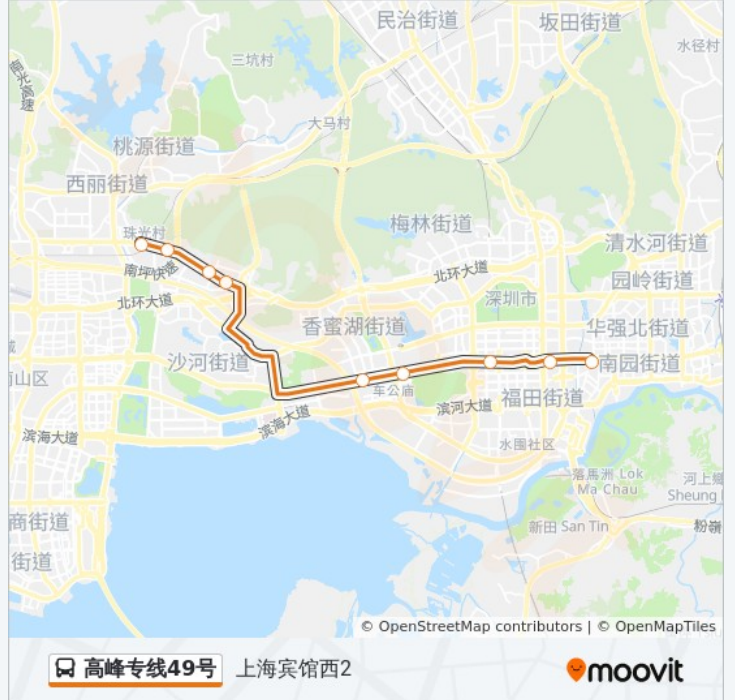 民治街道
坂田街道
水径村
三坑村
南光高速
大马村
桃源街道
西丽街道
梅林街道
珠光村
清水河街道
南坪快速
北环大道
园岭街道
北环大道
深圳市
香蜜湖街道
华强北街道
沙河街道
南园街道
山区
车公庙
福田街道
滨河大道
滨海大道
滨海大道
水围社区
落馬洲 Lok
Ma Chau
河上鄉
Sheung
商街道
新田 San Tin
粉嶺
街道
© OpenStreetMap contributors | © OpenMapTiles
高峰专线49号 上海宾馆西2
moovit